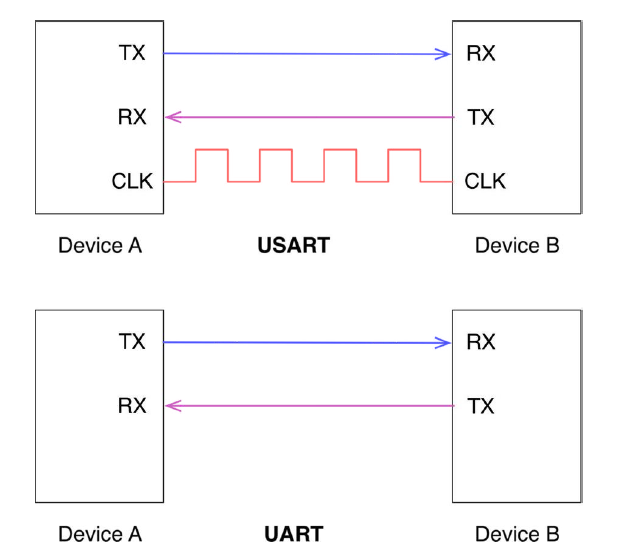 TX RX
RX TX
CLK CLK
Device A USART Device B
TX RX
RX TX
Device A UART Device B